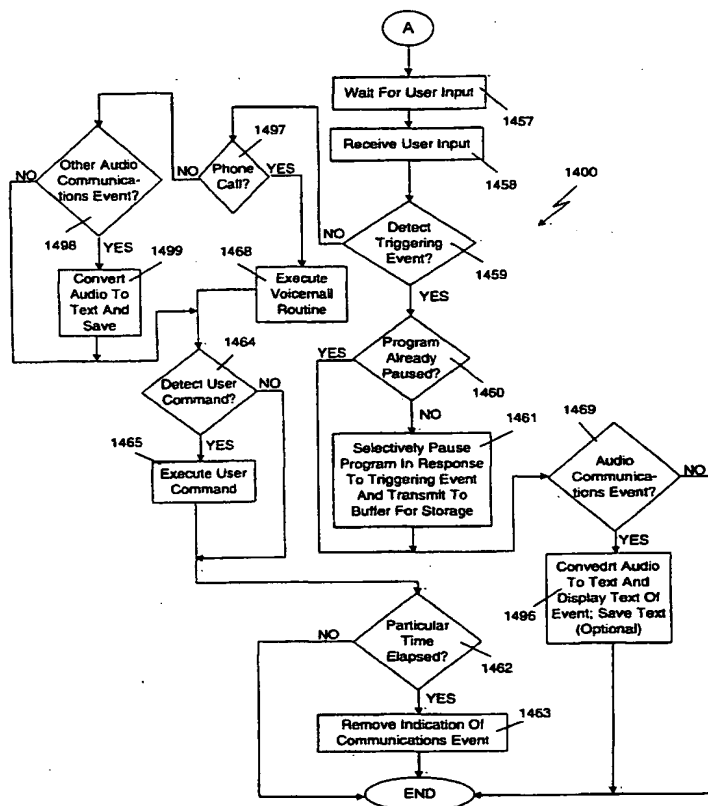 A
Wait For User Input
1457
Receive User Input
1458
1400
Detect
Triggering
Event?
1459
NO
YES
1497
Phone
Call?
NO
YES
Other Audio
Communica-
tions Event?
NO
1498
YES
1499
Convert
Audio To
Text And
Save
1468
Execute
Voicemail
Routine
1464
Detect User
Command?
NO
YES
1465
Execute User
Command
Program
Already
Paused?
YES
1460
NO
1461
Selectively Pause
Program In Response
To Triggering Event
And Transmit To
Buffer For Storage
1469
Audio
Communica-
tions Event?
NO
YES
Convedrt Audio
To Text And
Display Text Of
Event; Save Text
(Optional)
1496
Particular
Time
Elapsed?
NO
1462
YES
1463
Remove Indication Of
Communications Event
END